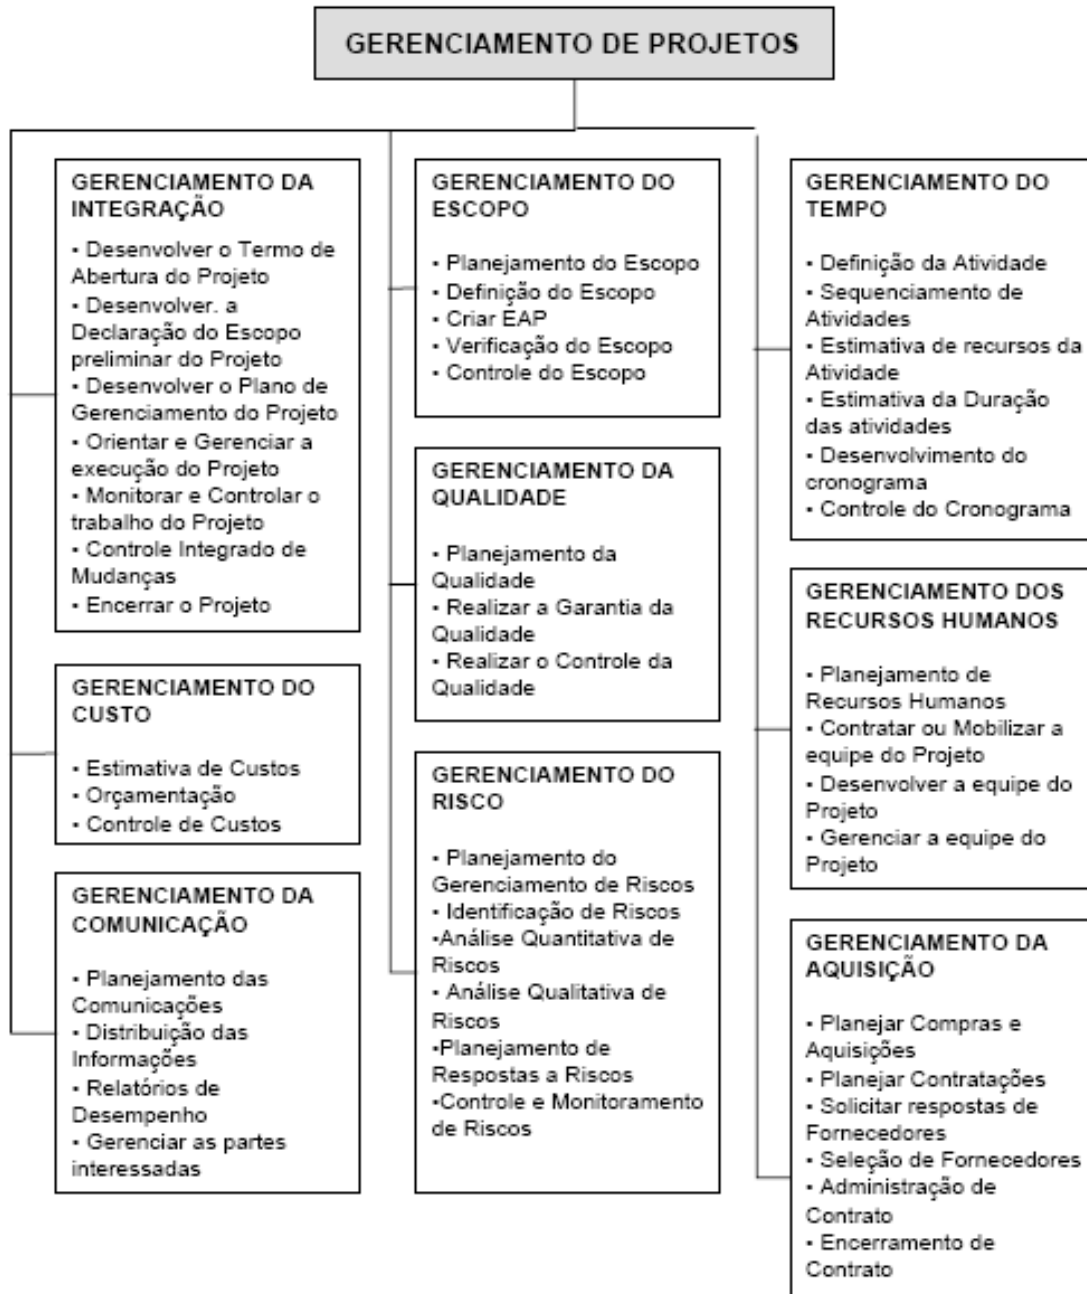 GERENCIAMENTO DE PROJETOS
GERENCIAMENTO DA
INTEGRAÇÃO
▪ Desenvolver o Termo de
Abertura do Projeto
▪ Desenvolver. a
Declaração do Escopo
preliminar do Projeto
▪ Desenvolver o Plano de
Gerenciamento do Projeto
▪ Orientar e Gerenciar a
execução do Projeto
▪ Monitorar e Controlar o
trabalho do Projeto
▪ Controle Integrado de
Mudanças
▪ Encerrar o Projeto
GERENCIAMENTO DO
CUSTO
▪ Estimativa de Custos
▪ Orçamentação
▪ Controle de Custos
GERENCIAMENTO DA
COMUNICAÇÃO
▪ Planejamento das
Comunicações
▪ Distribuição das
Informações
▪ Relatórios de
Desempenho
▪ Gerenciar as partes
interessadas
GERENCIAMENTO DO
ESCOPO
▪ Planejamento do Escopo
▪ Definição do Escopo
▪ Criar EAP
▪ Verificação do Escopo
▪ Controle do Escopo
GERENCIAMENTO DA
QUALIDADE
▪ Planejamento da
Qualidade
▪ Realizar a Garantia da
Qualidade
▪ Realizar o Controle da
Qualidade
GERENCIAMENTO DO
RISCO
▪ Planejamento do
Gerenciamento de Riscos
▪ Identificação de Riscos
▪Análise Quantitativa de
Riscos
▪ Análise Qualitativa de
Riscos
▪Planejamento de
Respostas a Riscos
▪Controle e Monitoramento
de Riscos
GERENCIAMENTO DO
TEMPO
▪ Definição da Atividade
▪ Sequenciamento de
Atividades
▪ Estimativa de recursos da
Atividade
▪ Estimativa da Duração
das atividades
▪ Desenvolvimento do
cronograma
▪ Controle do Cronograma
GERENCIAMENTO DOS
RECURSOS HUMANOS
▪ Planejamento de
Recursos Humanos
▪ Contratar ou Mobilizar a
equipe do Projeto
▪ Desenvolver a equipe do
Projeto
▪ Gerenciar a equipe do
Projeto
GERENCIAMENTO DA
AQUISIÇÃO
▪ Planejar Compras e
Aquisições
▪ Planejar Contratações
▪ Solicitar respostas de
Fornecedores
▪ Seleção de Fornecedores
▪ Administração de
Contrato
▪ Encerramento de
Contrato